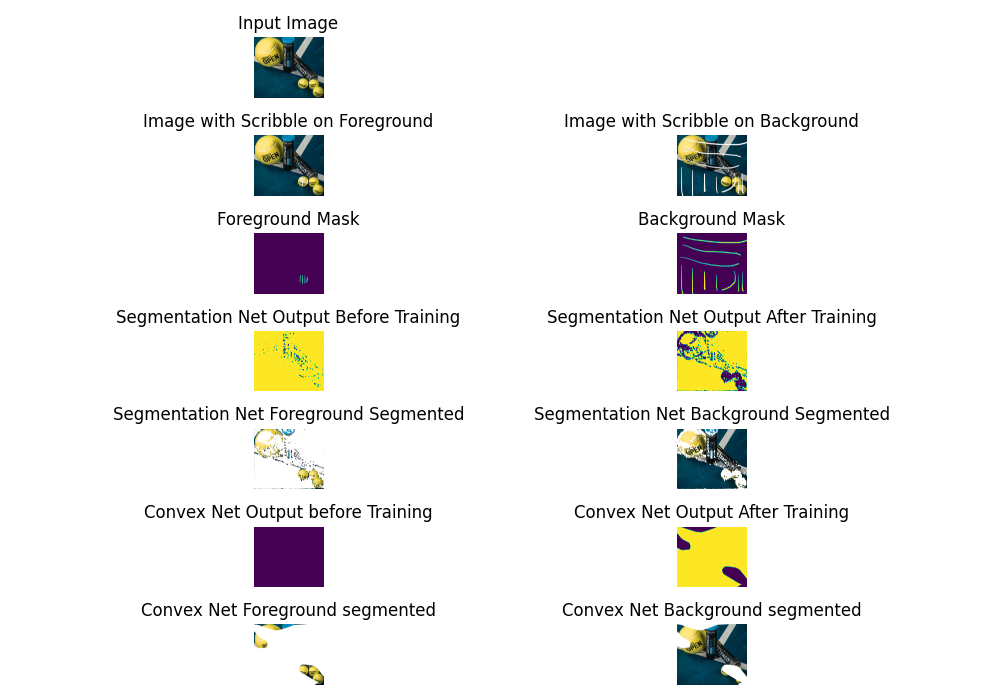 Input Image
Image with Scribble on Foreground
Image with Scribble on Background
Foreground Mask
Background Mask
Segmentation Net Output Before Training
Segmentation Net Output After Training
Segmentation Net Foreground Segmented
Segmentation Net Background Segmented
Convex Net Output before Training
Convex Net Output After Training
Convex Net Foreground segmented
Convex Net Background segmented